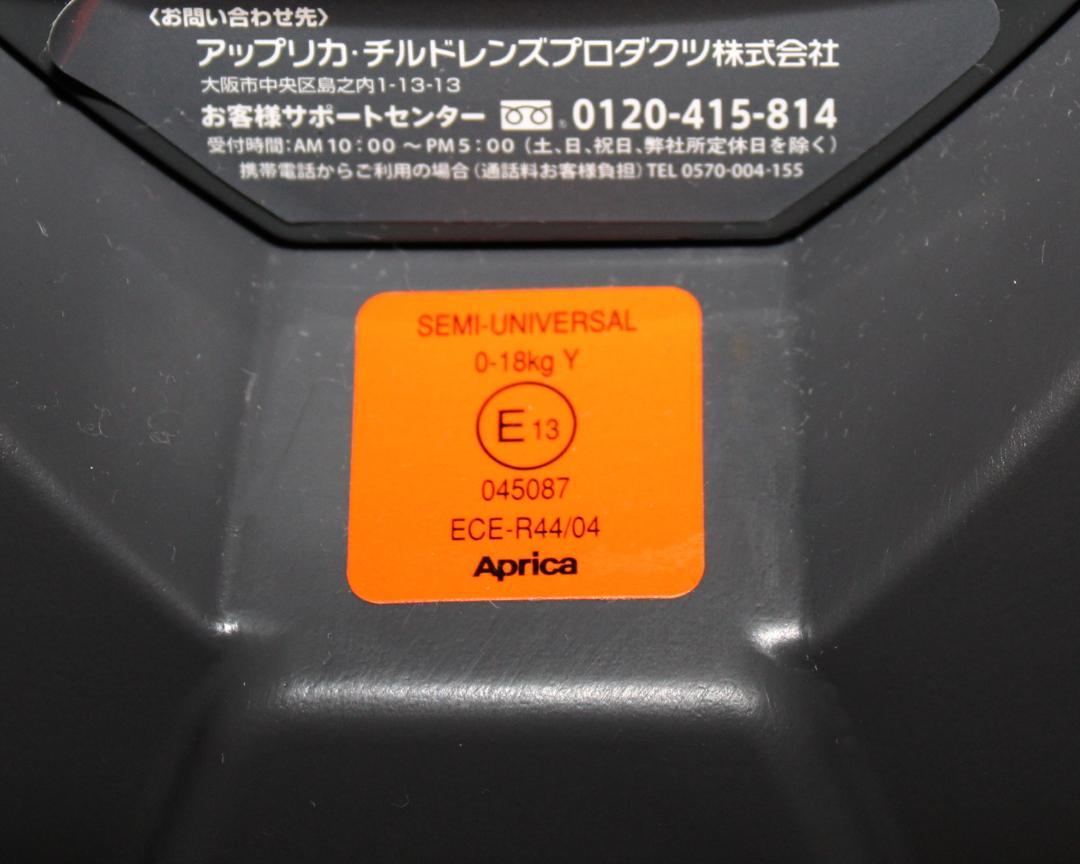 〈お問い合わせ先〉
アップリカ・チルドレンズプロダクツ株式会社
大阪市中央区島之内1-13-13
お客様サポートセンター 0120-415-814
受付時間:AM10:00～PM5:00（土、日、祝日、弊社所定休日を除く）
携帯電話からご利用の場合（通話料お客様負担）TEL 0570-004-155
SEMI-UNIVERSAL
0-18kg Y
E 13
045087
ECE-R44/04
Aprica